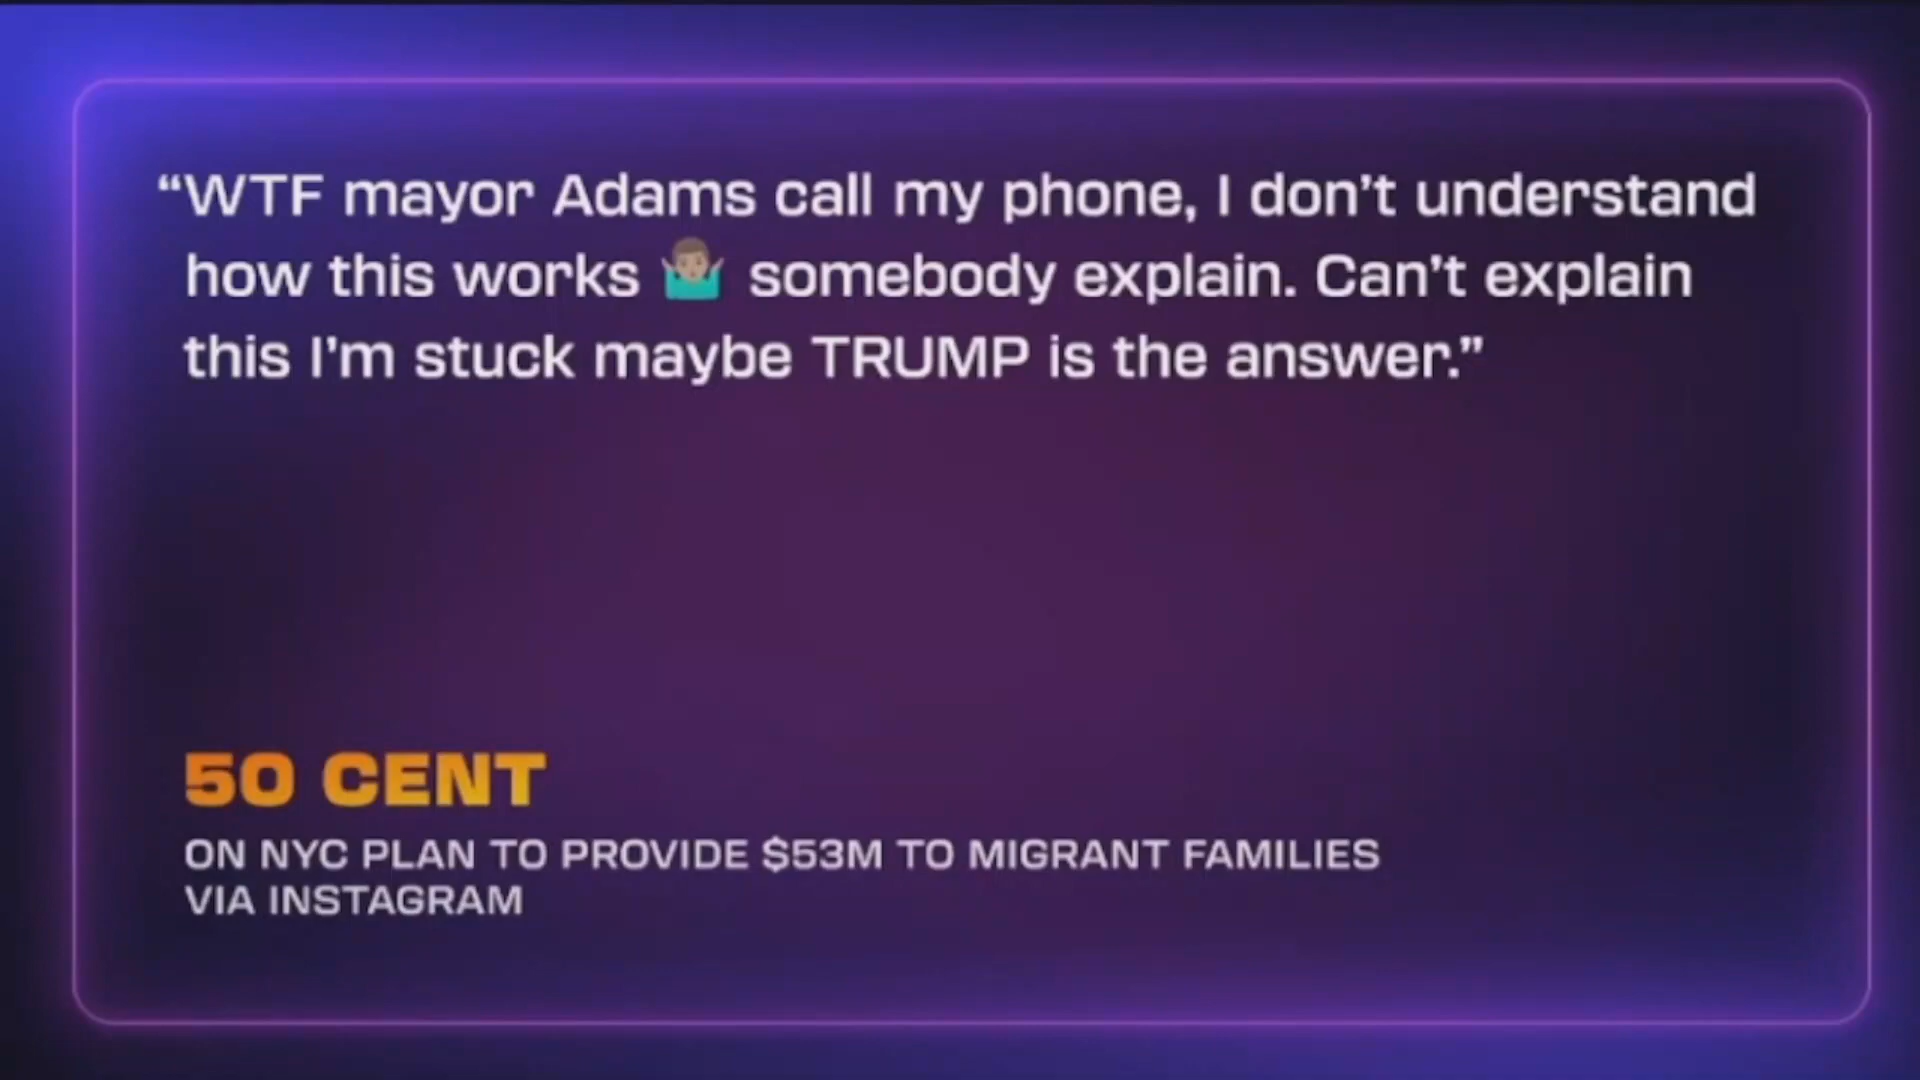 “WTF mayor Adams call my phone, I don’t understand
how this works 🤷🏽‍♂️ somebody explain. Can’t explain
this I’m stuck maybe TRUMP is the answer.”
50 CENT
ON NYC PLAN TO PROVIDE $53M TO MIGRANT FAMILIES
VIA INSTAGRAM